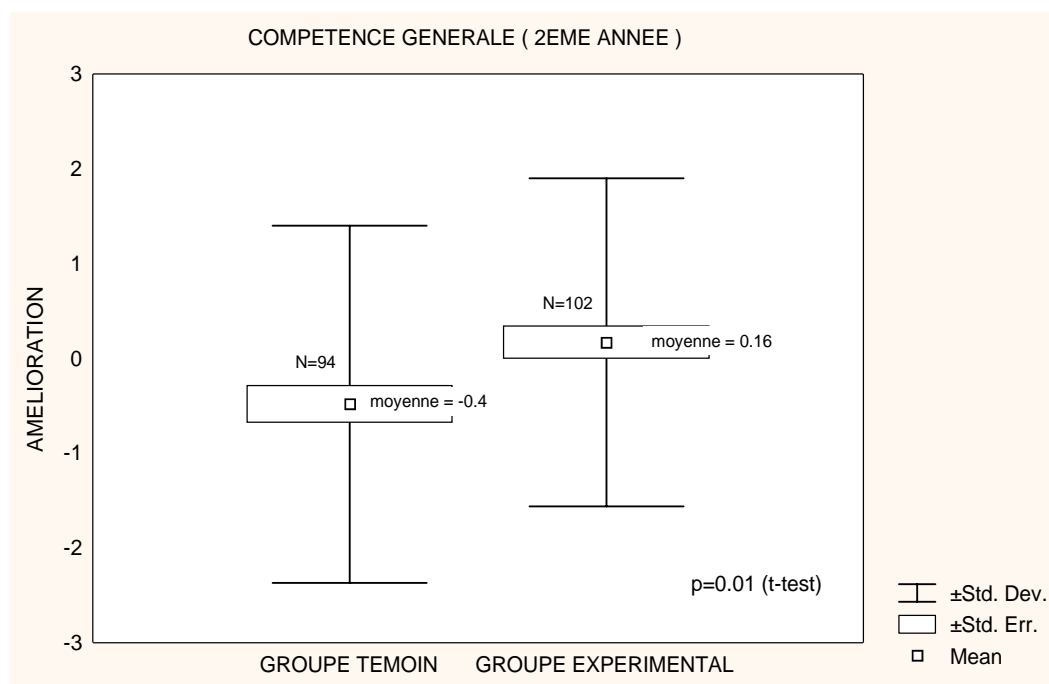 COMPETENCE GENERALE ( 2EME ANNEE )
AMELIORATION
3
2
1
0
-1
-2
-3
N=94
moyenne = -0.4
N=102
moyenne = 0.16
p=0.01 (t-test)
GROUPE TEMOIN
GROUPE EXPERIMENTAL
±Std. Dev.
±Std. Err.
Mean